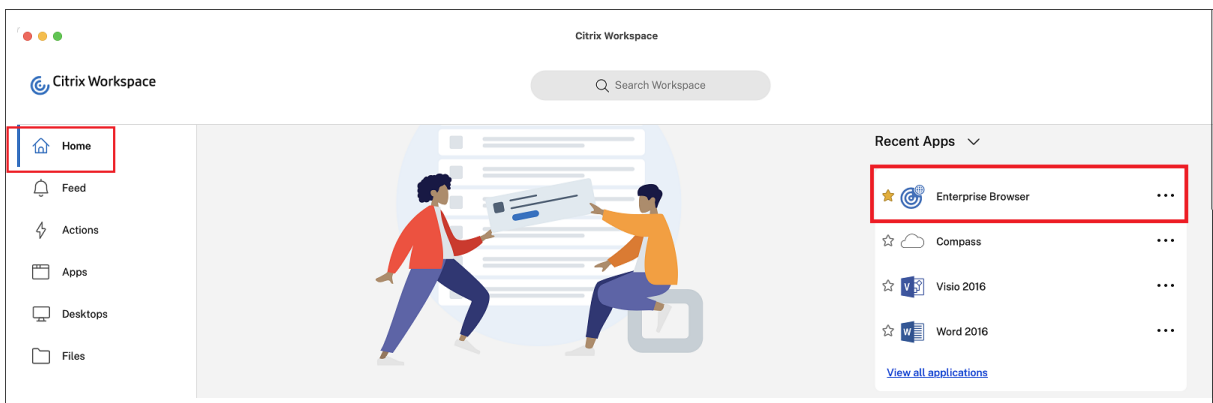 Citrix Workspace
Citrix Workspace
Search Workspace
Home
Feed
Actions
Apps
Desktops
Files
Recent Apps
Enterprise Browser
Compass
Visio 2016
Word 2016
View all applications